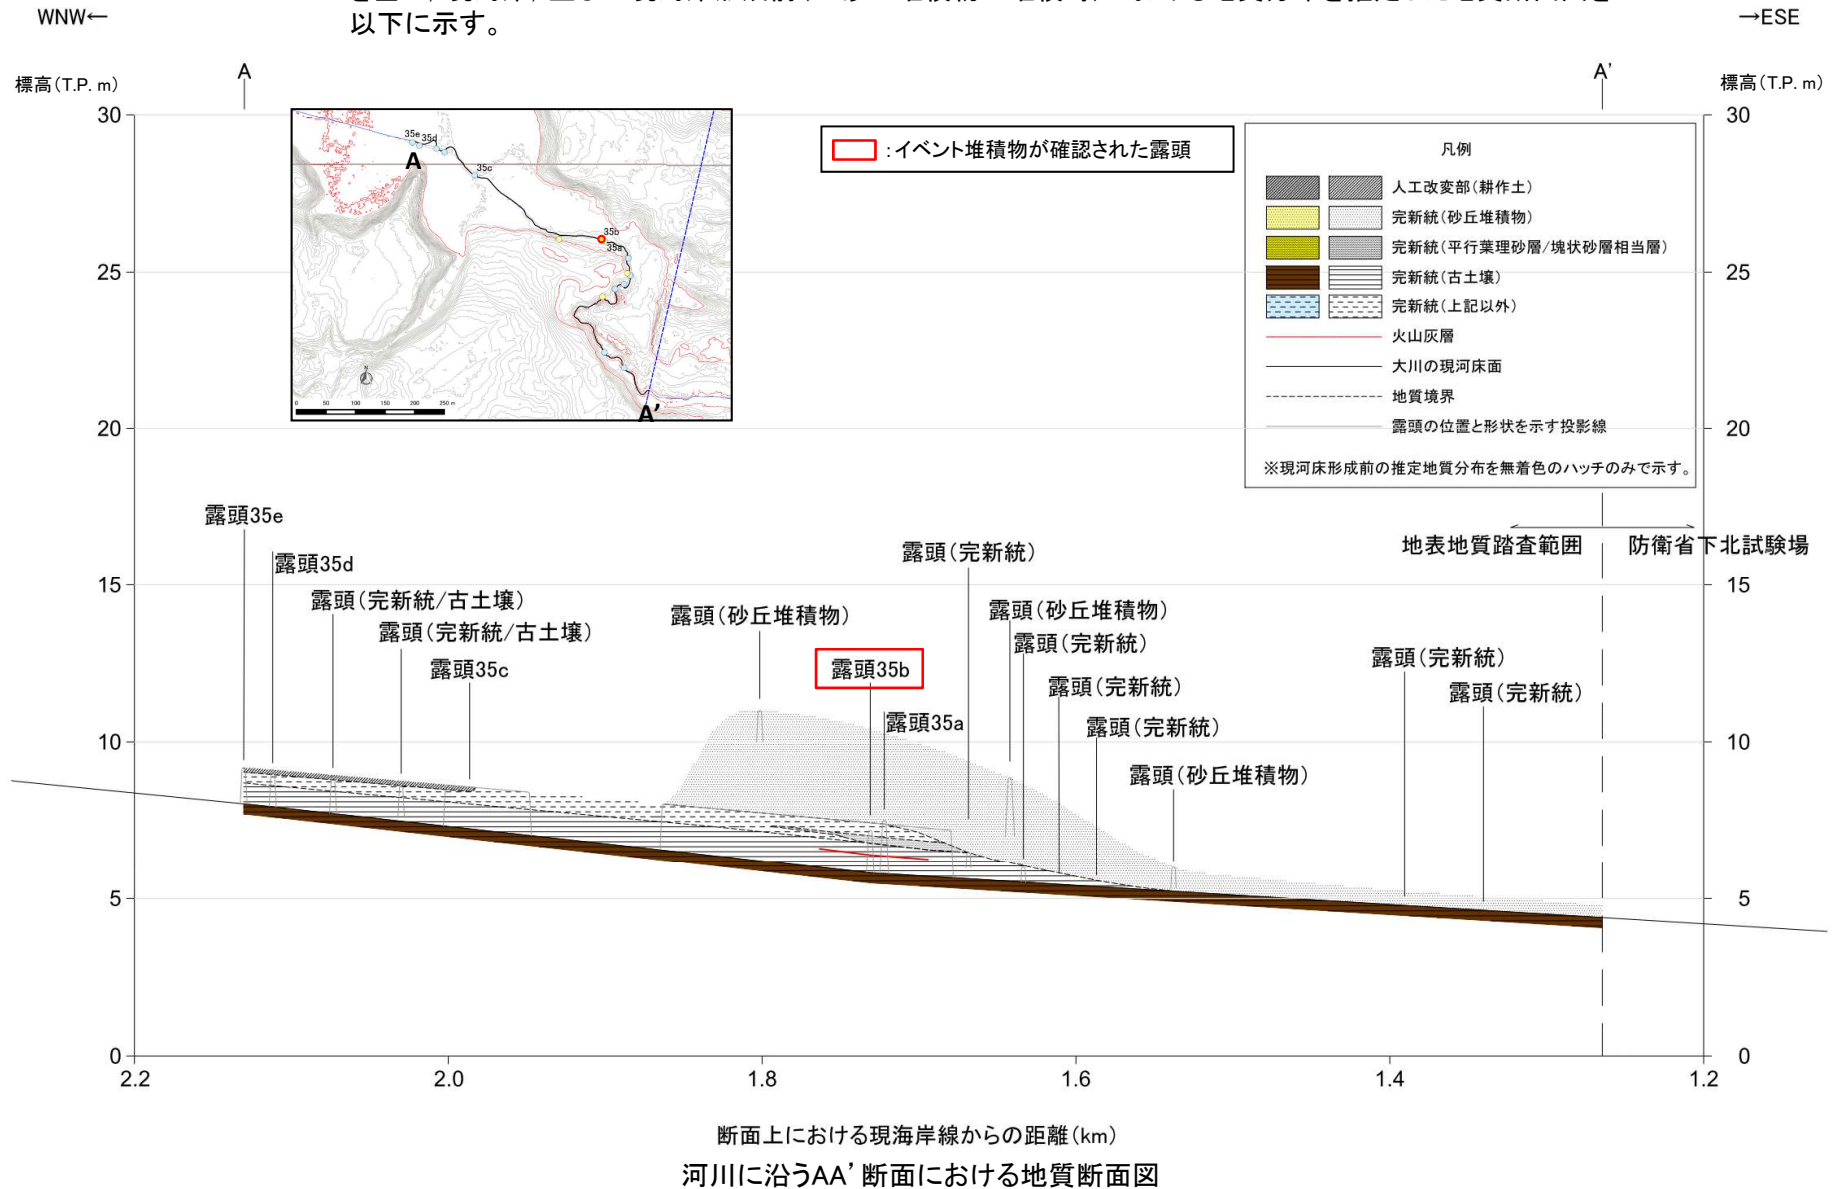 以下に示す。
WNW←
→ESE
標高(T.P. m)
A
A'
標高(T.P. m)
30
25
20
15
10
5
0
30
25
20
15
10
5
0
35e
35d
A
35c
35b
35a
N
0 50 100 150 200 250 m
A'
:イベント堆積物が確認された露頭
凡例
人工改変部(耕作土)
完新統(砂丘堆積物)
完新統(平行葉理砂層/塊状砂層相当層)
完新統(古土壌)
完新統(上記以外)
火山灰層
大川の現河床面
地質境界
露頭の位置と形状を示す投影線
※現河床形成前の推定地質分布を無着色のハッチのみで示す。
地表地質踏査範囲
防衛省下北試験場
露頭35e
露頭35d
露頭(完新統/古土壌)
露頭(完新統/古土壌)
露頭35c
露頭(砂丘堆積物)
露頭35b
露頭35a
露頭(完新統)
露頭(砂丘堆積物)
露頭(完新統)
露頭(完新統)
露頭(完新統)
露頭(砂丘堆積物)
露頭(完新統)
露頭(完新統)
2.2 2.0 1.8 1.6 1.4 1.2
断面上における現海岸線からの距離(km)
河川に沿うAA'断面における地質断面図